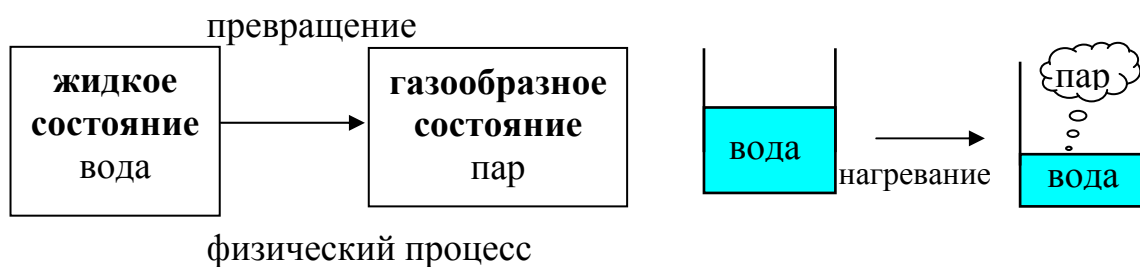 превращение
жидкое
состояние
вода
газообразное
состояние
пар
физический процесс
вода
нагревание
пар
вода